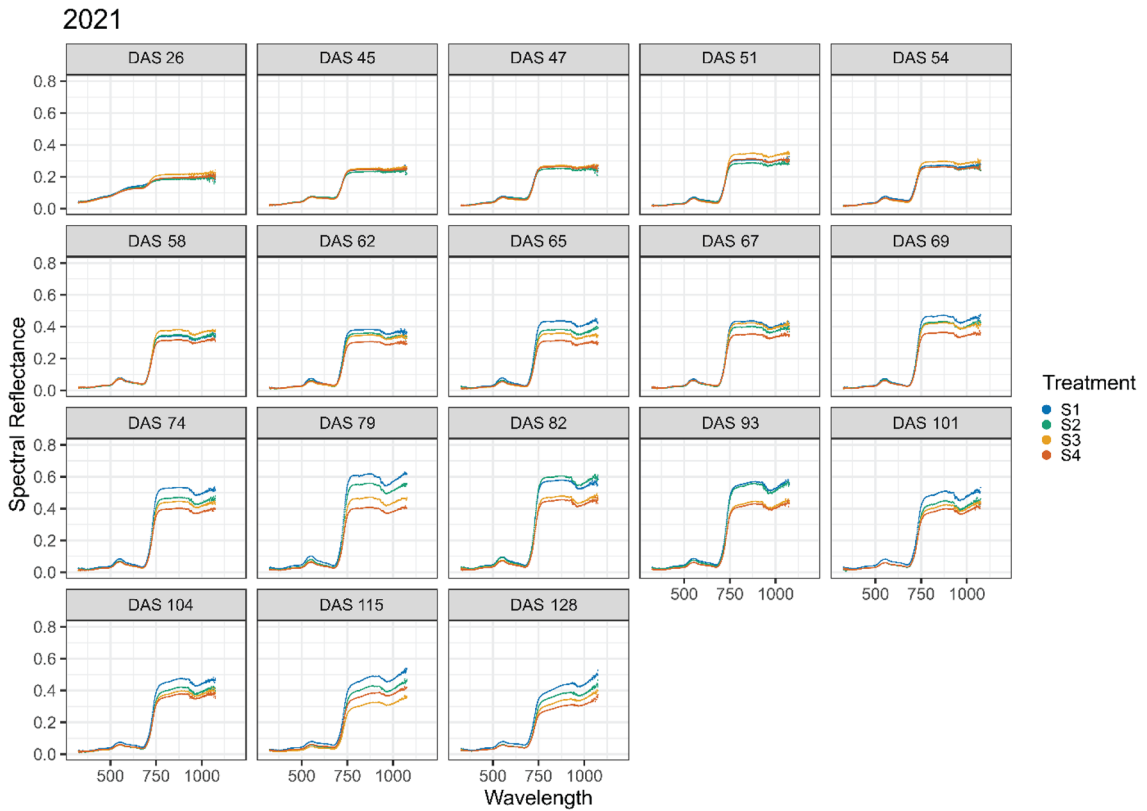 2021
DAS 26 DAS 45 DAS 47 DAS 51 DAS 54
0.8
0.6
0.4
0.2
0.0
DAS 58 DAS 62 DAS 65 DAS 67 DAS 69
0.8
0.6
0.4
0.2
0.0
DAS 74 DAS 79 DAS 82 DAS 93 DAS 101
0.8
0.6
0.4
0.2
0.0
500 750 1000 500 750 1000
DAS 104 DAS 115 DAS 128
0.8
0.6
0.4
0.2
0.0
500 750 1000 500 750 1000 500 750 1000
Wavelength
Spectral Reflectance
Treatment
S1
S2
S3
S4